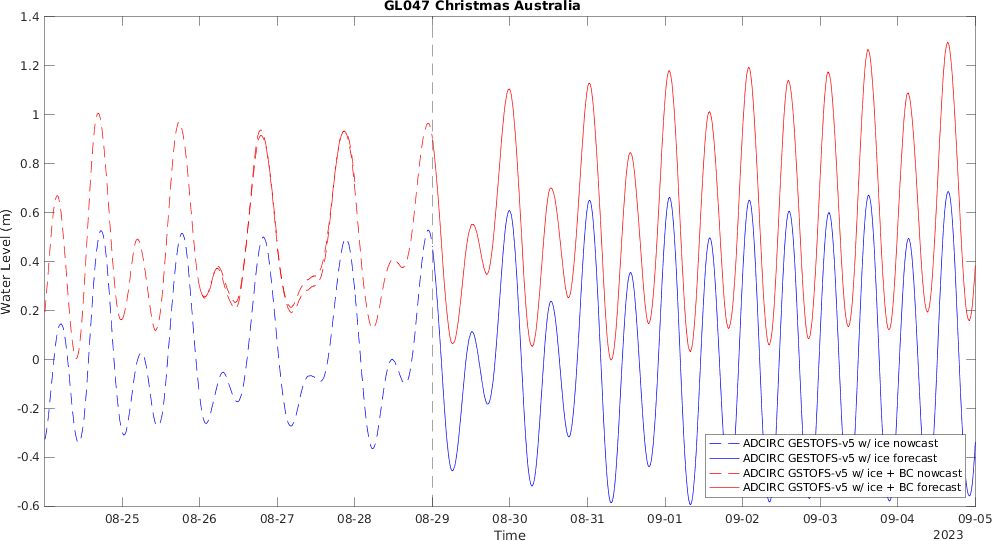 GL047 Christmas Australia
1.4
1.2
1
0.8
0.6
0.4
0.2
0
-0.2
-0.4
-0.6
Water Level (m)
ADCIRC GESTOFS-v5 w/ ice nowcast
ADCIRC GESTOFS-v5 w/ ice forecast
ADCIRC GSTOFS-v5 w/ ice + BC nowcast
ADCIRC GSTOFS-v5 w/ ice + BC forecast
08-25 08-26 08-27 08-28 08-29 08-30 08-31 09-01 09-02 09-03 09-04 09-05
Time
2023